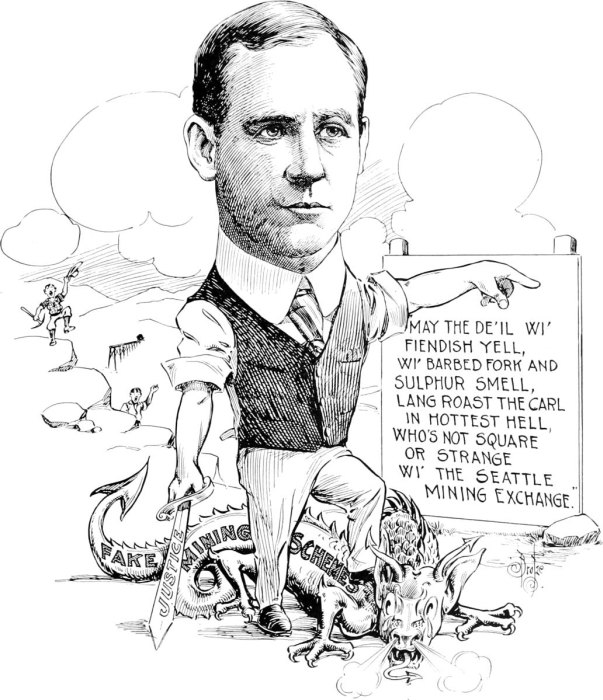 MAY THE DE'IL WI'
FIENDISH YELL,
WI' BARBED FORK AND
SULPHUR SMELL,
LANG ROAST THE CARL
IN HOTTEST HELL,
WHO'S NOT SQUARE
OR STRANGE
WI' THE SEATTLE
MINING EXCHANGE."
FAKE MINING SCHEMES
JUSTICE